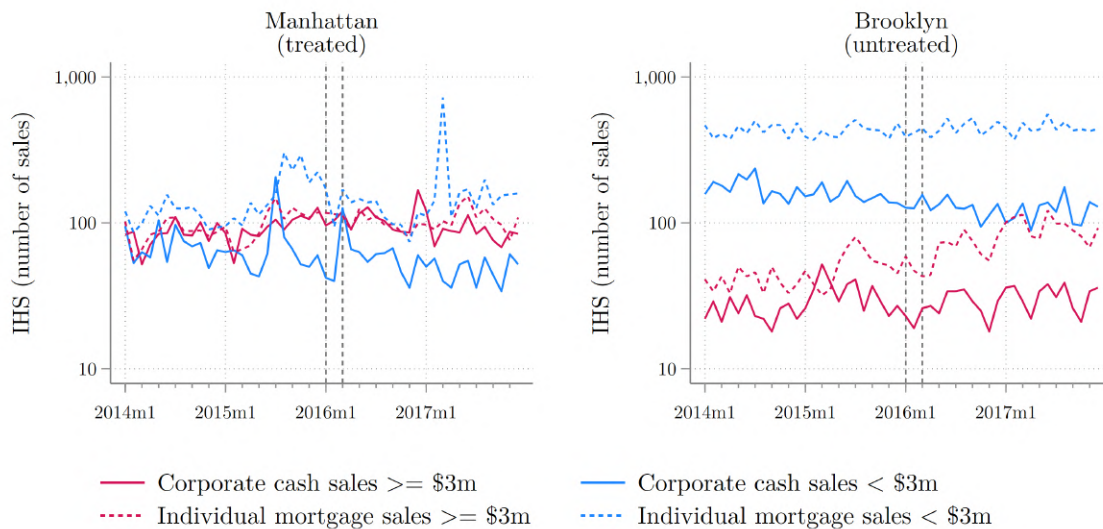 Manhattan
(treated)
IHS (number of sales)
1,000
100
10
2014m1 2015m1 2016m1 2017m1
Brooklyn
(untreated)
IHS (number of sales)
1,000
100
10
2014m1 2015m1 2016m1 2017m1
Corporate cash sales >= $3m
Corporate cash sales < $3m
Individual mortgage sales >= $3m
Individual mortgage sales < $3m